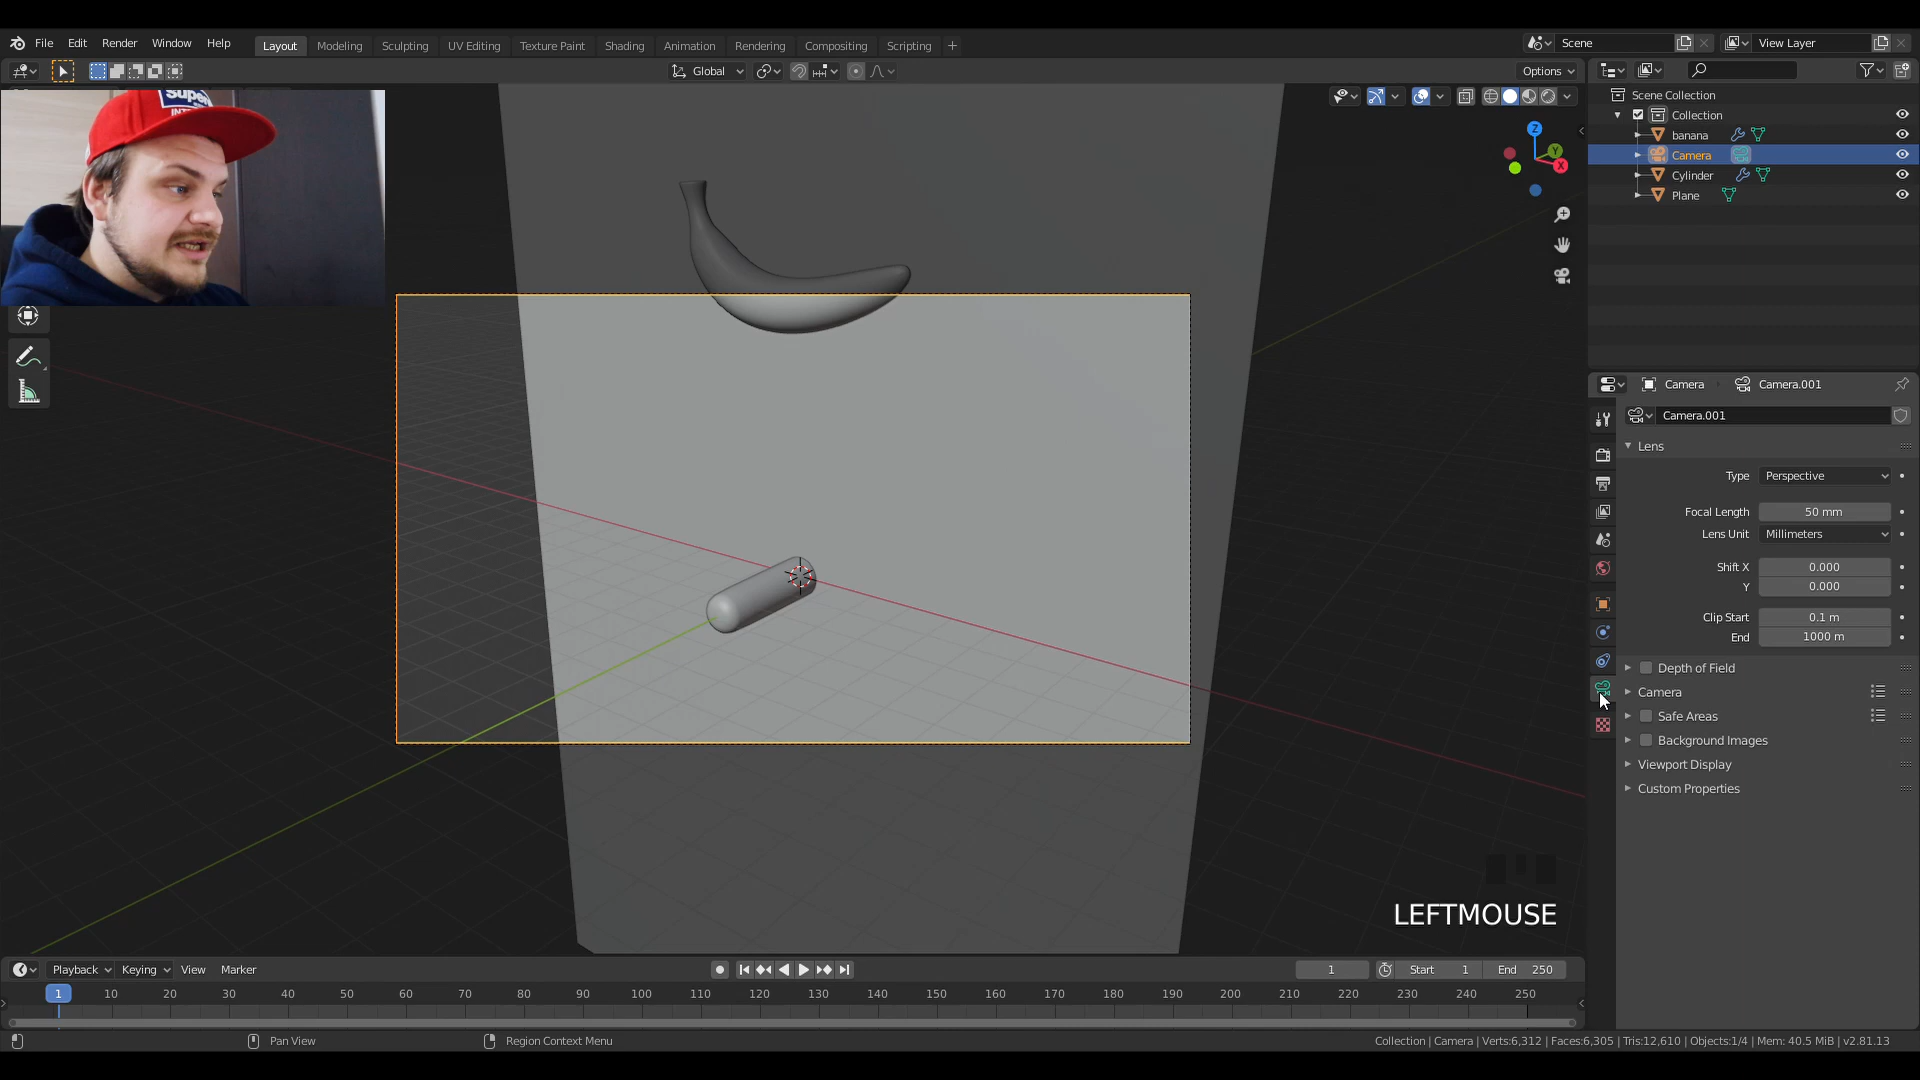 File Edit Render Window Help
Layout Modeling Sculpting UV Editing Texture Paint Shading Animation Rendering Compositing Scripting +
Scene
View Layer
Global
Options
Super
Scene Collection
Collection
banana
Camera
Cylinder
Plane
Z
Y
X
Camera Camera.001
Camera.001
Lens
Type Perspective
Focal Length 50 mm
Lens Unit Millimeters
Shift X 0.000
Y 0.000
Clip Start 0.1 m
End 1000 m
Depth of Field
Camera
Safe Areas
Background Images
Viewport Display
Custom Properties
LEFTMOUSE
Playback Keying View Marker
1 Start 1 End 250
1 10 20 30 40 50 60 70 80 90 100 110 120 130 140 150 160 170 180 190 200 210 220 230 240 250
Pan View
Region Context Menu
Collection | Camera | Verts:6,312 | Faces:6,305 | Tris:12,610 | Objects:1/4 | Mem: 40.5 MiB | v2.81.13